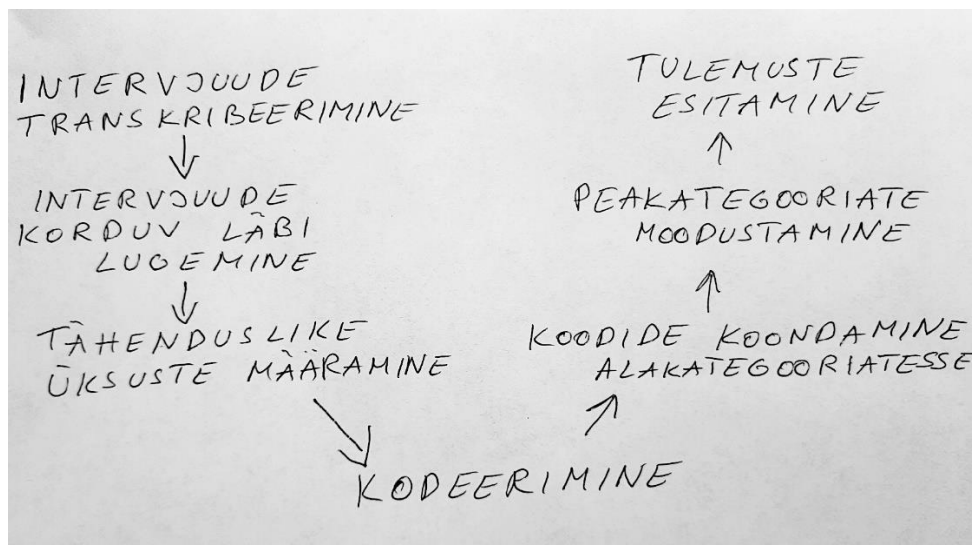 INTERVJUUDE
TRANSKRIBEERIMINE
INTERVJUUDE
KORDUV LÄBI
LUGEMINE
TÄHENDUSLIKE
ÜKSUSTE MÄÄRAMINE
KODEERIMINE
KOODIDE KOONDAMINE
ALAKATEGOORIATESSE
PEAKATEGOORIATE
MOODUSTAMINE
TULEMUSTE
ESITAMINE